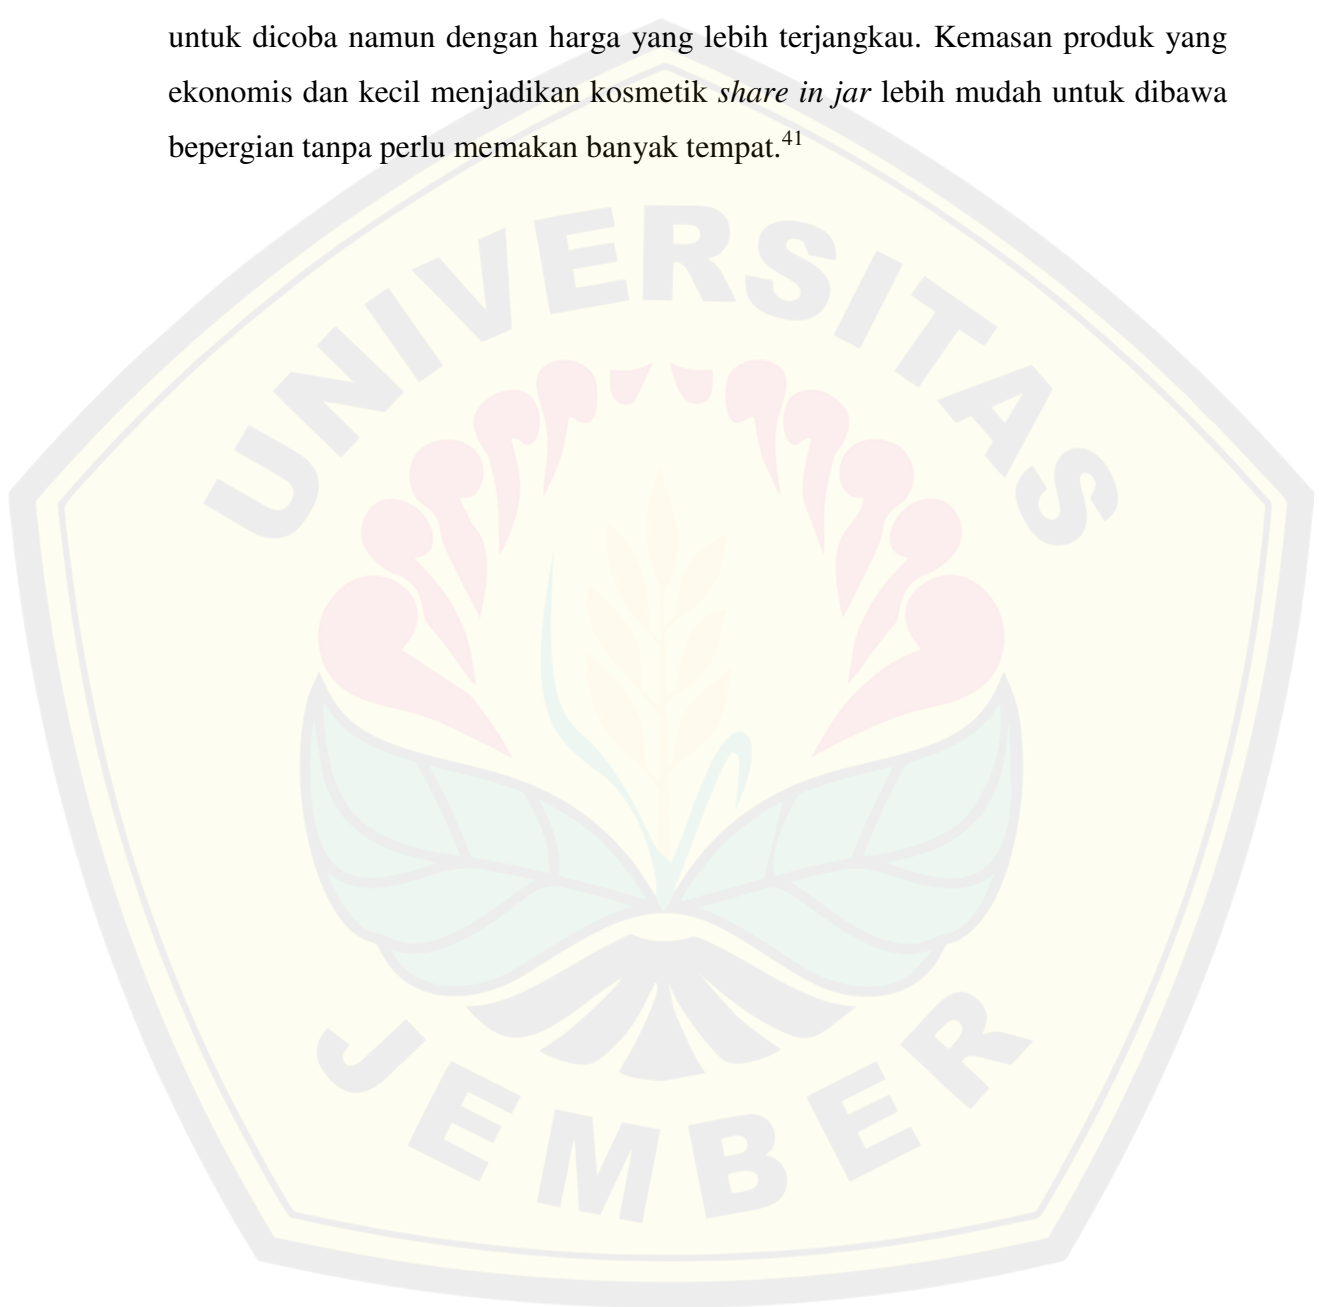 untuk dicoba namun dengan harga yang lebih terjangkau. Kemasan produk yang
ekonomis dan kecil menjadikan kosmetik share in jar lebih mudah untuk dibawa
bepergian tanpa perlu memakan banyak tempat.41
UNIVERSITAS
JEMBER